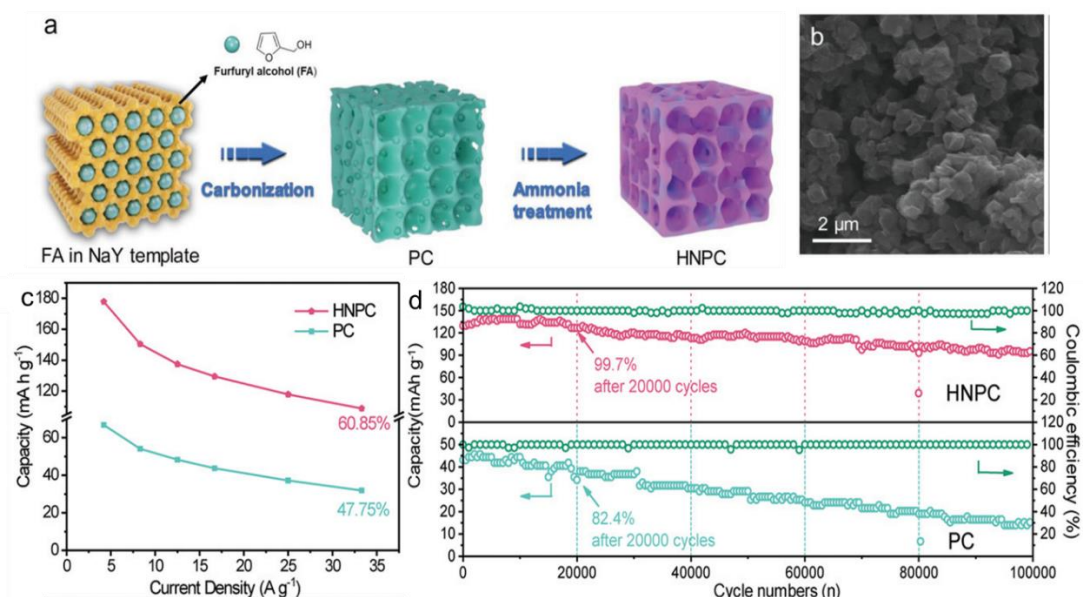 a
OH
Furfuryl alcohol (FA)
Carbonization
Ammonia
treatment
FA in NaY template
PC
HNPC
b
2 μm
c
180
160
140
120
60
40
20
0
0 5 10 15 20 25 30 35
Capacity (mAh g⁻¹)
Current Density (A g⁻¹)
HNPC
PC
60.85%
47.75%
d
180
150
120
90
60
30
0
50
40
30
20
10
0
Capacity(mAh g⁻¹)
99.7%
after 20000 cycles
HNPC
82.4%
after 20000 cycles
PC
120
100
80
60
40
20
0
120
100
80
60
40
20
0
Coulombic efficiency (%)
0 20000 40000 60000 80000 100000
Cycle numbers (n)